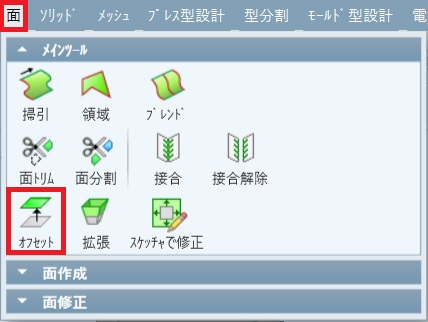 面 ｿﾘｯﾄﾞ ﾒｯｼｭ ﾌﾟﾚｽ型設計 型分割 ﾓｰﾙﾄﾞ型設計 電
ﾒｲﾝﾂｰﾙ
掃引 領域 ﾌﾞﾚﾝﾄﾞ
面ﾄﾘﾑ 面分割 接合 接合解除
ｵﾌｾｯﾄ 拡張 ｽｹｯﾁｬで修正
面作成
面修正